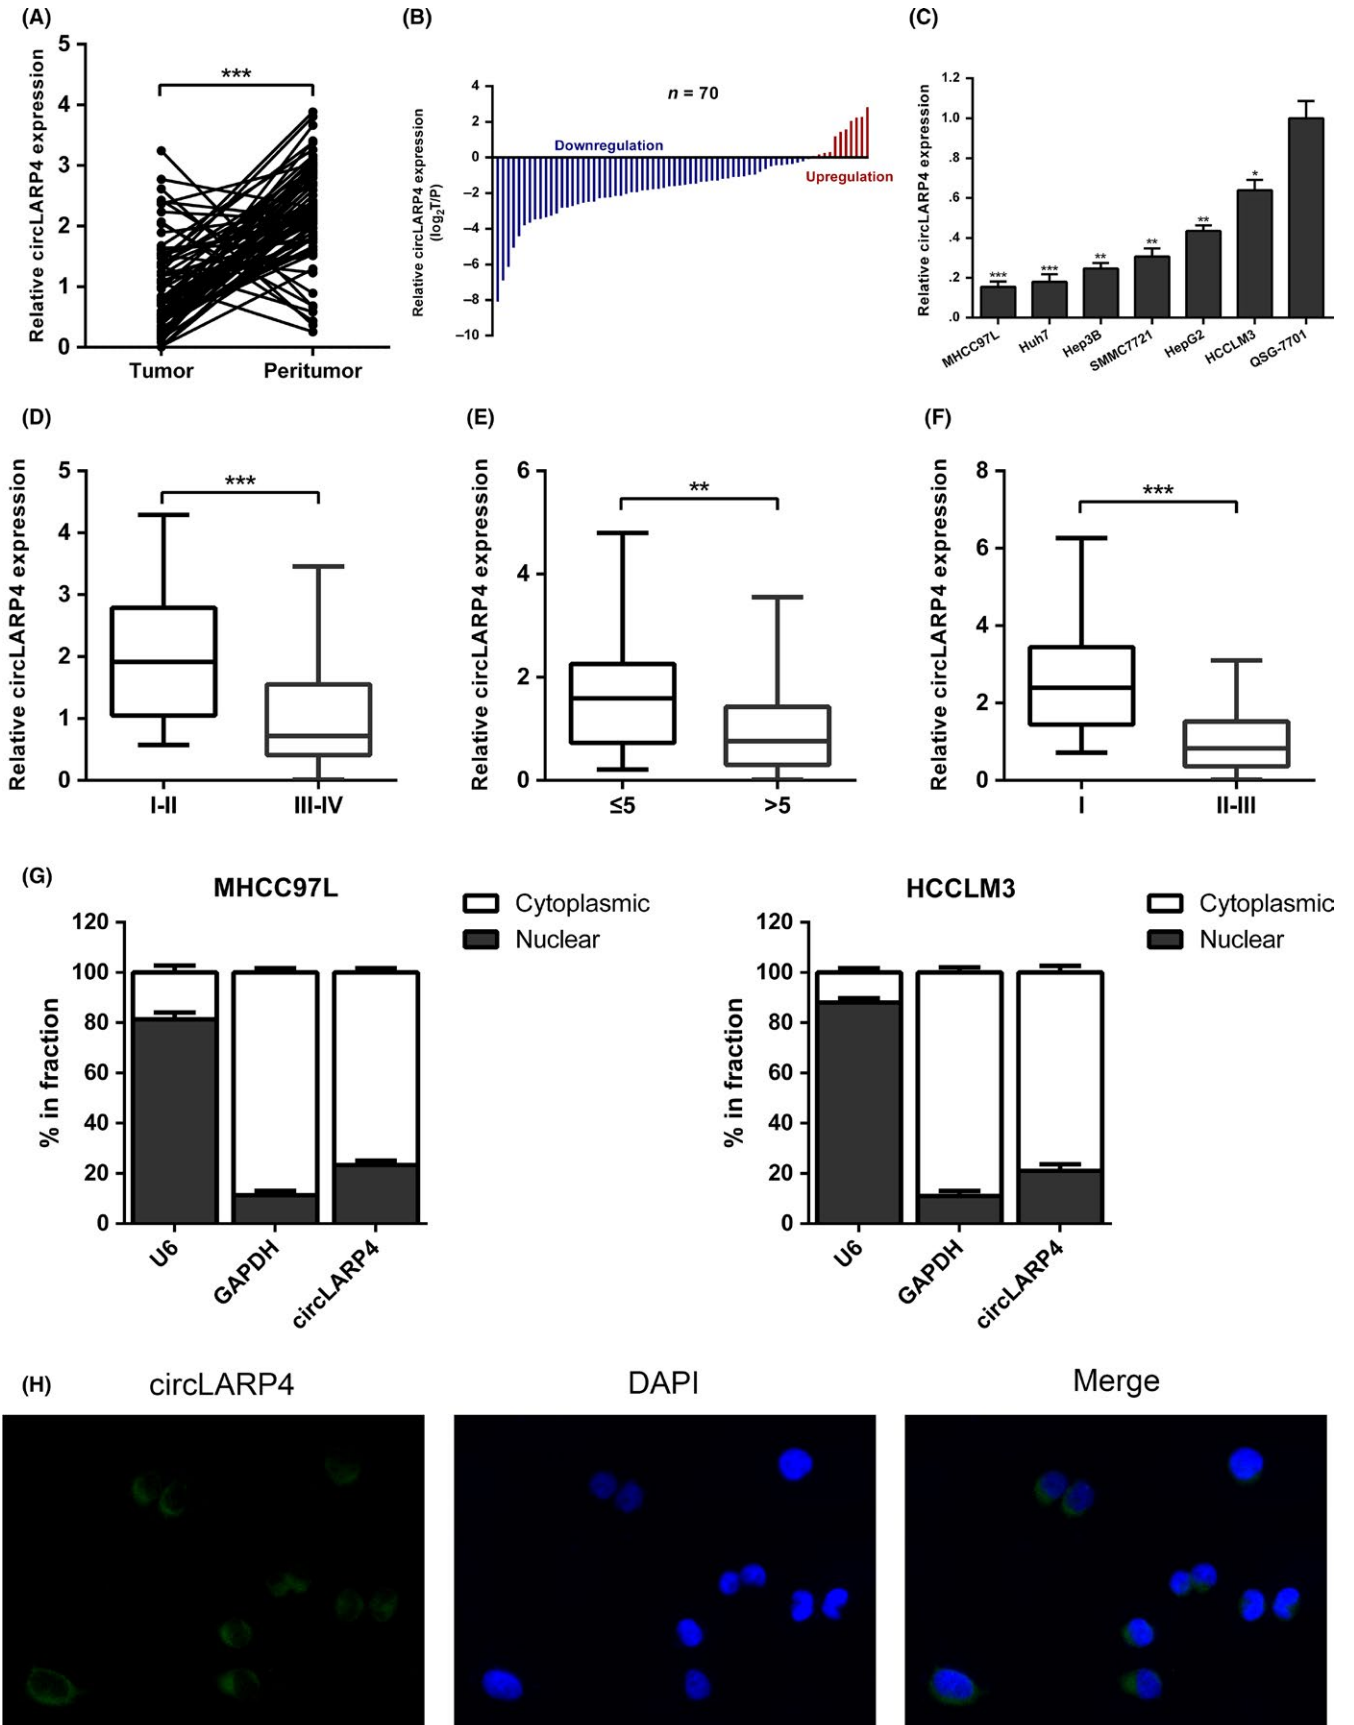 (A)
Relative circLARP4 expression
5
4
3
2
1
0
***
Tumor Peritumor
(B)
Relative circLARP4 expression
(log2T/P)
4
2
0
−2
−4
−6
−8
−10
n = 70
Downregulation
Upregulation
(C)
Relative circLARP4 expression
1.2
1.0
.8
.6
.4
.2
.0
*** *** ** ** ** *
MHCC97L Huh7 Hep3B SMMC7721 HepG2 HCCLM3 QSG-7701
(D)
Relative circLARP4 expression
5
4
3
2
1
0
***
I-II III-IV
(E)
Relative circLARP4 expression
6
4
2
0
**
≤5 >5
(F)
Relative circLARP4 expression
8
6
4
2
0
***
I II-III
(G)
MHCC97L
Cytoplasmic
Nuclear
% in fraction
120
100
80
60
40
20
0
U6 GAPDH circLARP4
HCCLM3
Cytoplasmic
Nuclear
% in fraction
120
100
80
60
40
20
0
U6 GAPDH circLARP4
(H)
circLARP4 DAPI Merge